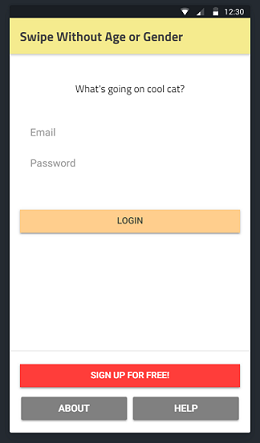 12:30
Swipe Without Age or Gender
What's going on cool cat?
Email
Password
LOGIN
SIGN UP FOR FREE!
ABOUT HELP